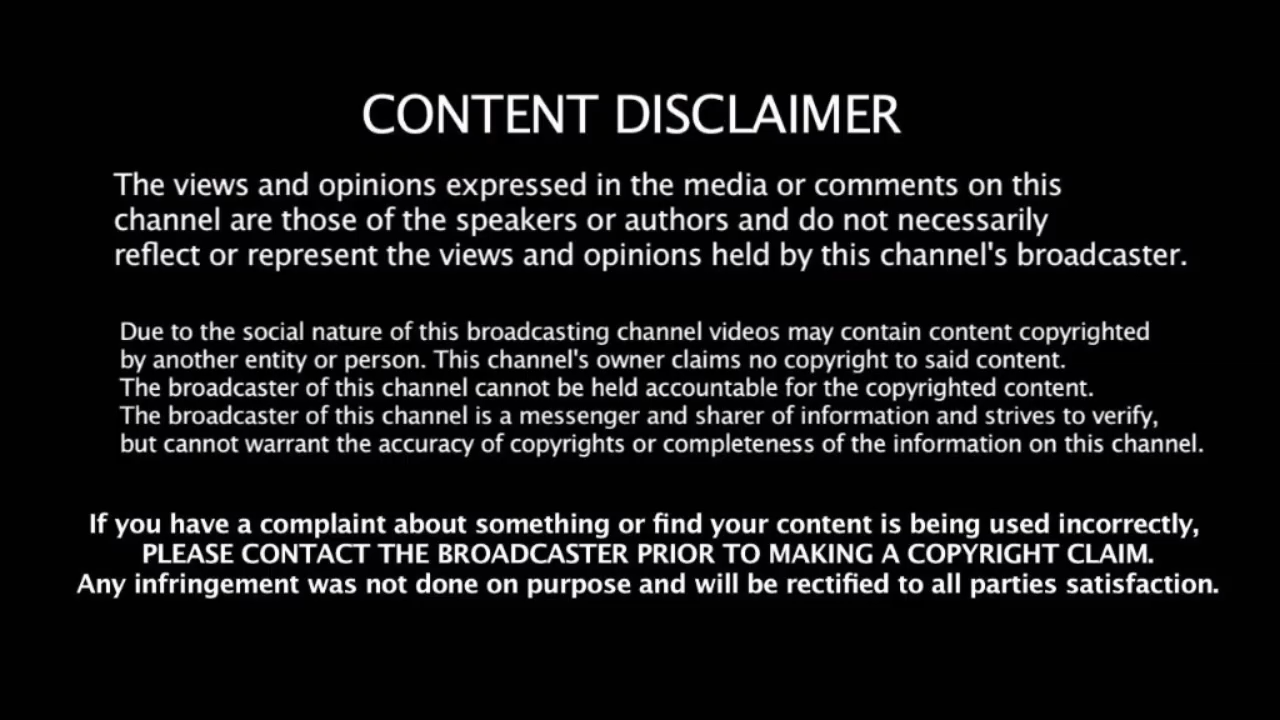 CONTENT DISCLAIMER
The views and opinions expressed in the media or comments on this
channel are those of the speakers or authors and do not necessarily
reflect or represent the views and opinions held by this channel's broadcaster.
Due to the social nature of this broadcasting channel videos may contain content copyrighted
by another entity or person. This channel's owner claims no copyright to said content.
The broadcaster of this channel cannot be held accountable for the copyrighted content.
The broadcaster of this channel is a messenger and sharer of information and strives to verify,
but cannot warrant the accuracy of copyrights or completeness of the information on this channel.
If you have a complaint about something or find your content is being used incorrectly,
PLEASE CONTACT THE BROADCASTER PRIOR TO MAKING A COPYRIGHT CLAIM.
Any infringement was not done on purpose and will be rectified to all parties satisfaction.